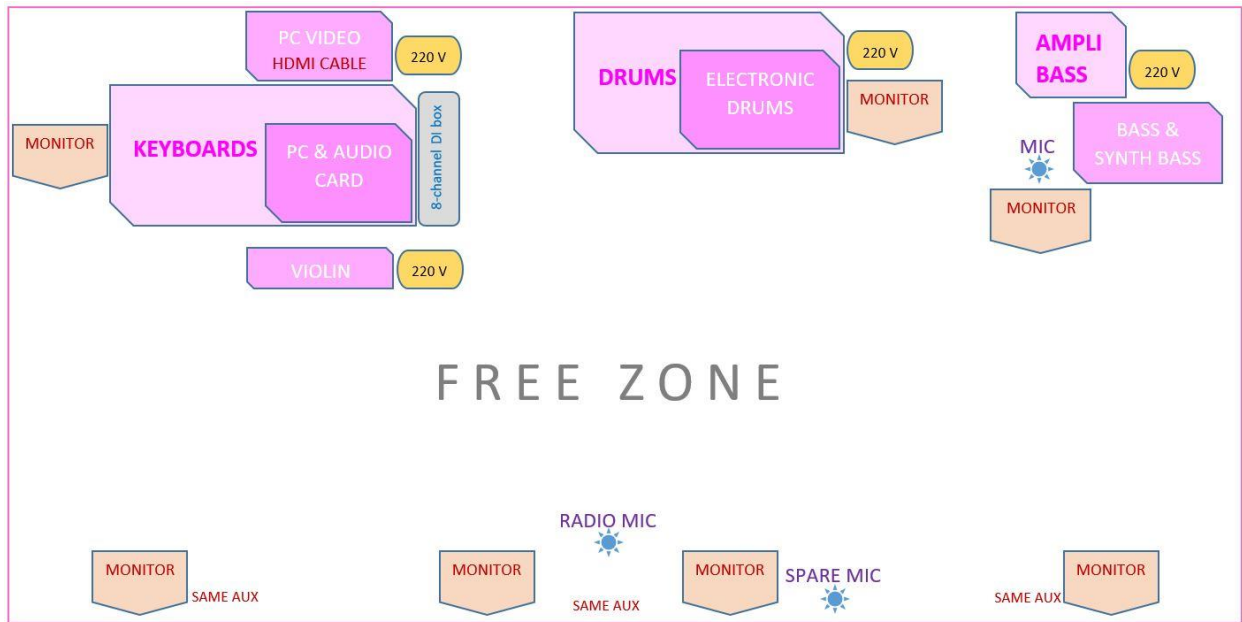 PC VIDEO
HDMI CABLE
220 V
MONITOR
KEYBOARDS
PC & AUDIO
CARD
8-channel DI box
VIOLIN
220 V
DRUMS
ELECTRONIC
DRUMS
220 V
MONITOR
AMPLI
BASS
220 V
BASS &
SYNTH BASS
MIC
MONITOR
FREE ZONE
RADIO MIC
MONITOR
SAME AUX
MONITOR
SAME AUX
MONITOR
SPARE MIC
SAME AUX
MONITOR